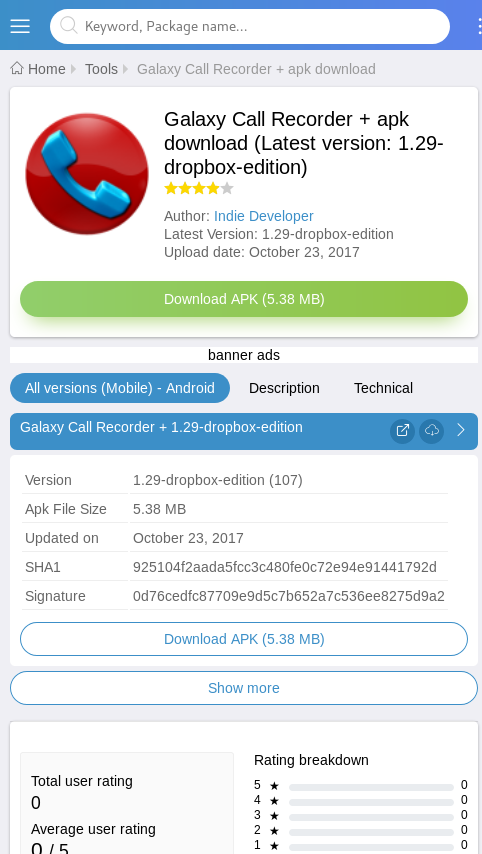 Keyword, Package name...
Home Tools Galaxy Call Recorder + apk download
Galaxy Call Recorder + apk
download (Latest version: 1.29-
dropbox-edition)
Author: Indie Developer
Latest Version: 1.29-dropbox-edition
Upload date: October 23, 2017
Download APK (5.38 MB)
banner ads
All versions (Mobile) - Android Description Technical
Galaxy Call Recorder + 1.29-dropbox-edition
Version 1.29-dropbox-edition (107)
Apk File Size 5.38 MB
Updated on October 23, 2017
SHA1 925104f2aada5fcc3c480fe0c72e94e91441792d
Signature 0d76cedfc87709e9d5c7b652a7c536ee8275d9a2
Download APK (5.38 MB)
Show more
Rating breakdown
5 ★ 0
4 ★ 0
3 ★ 0
2 ★ 0
1 ★ 0
Total user rating
0
Average user rating
0 / 5